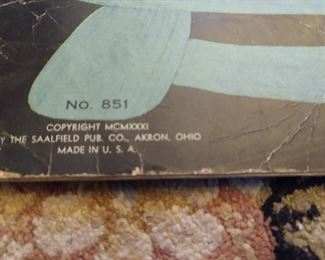 No. 851
COPYRIGHT MCMXXXI
Y THE SAALFIELD PUB. CO., AKRON, OHIO
MADE IN U. S. A.